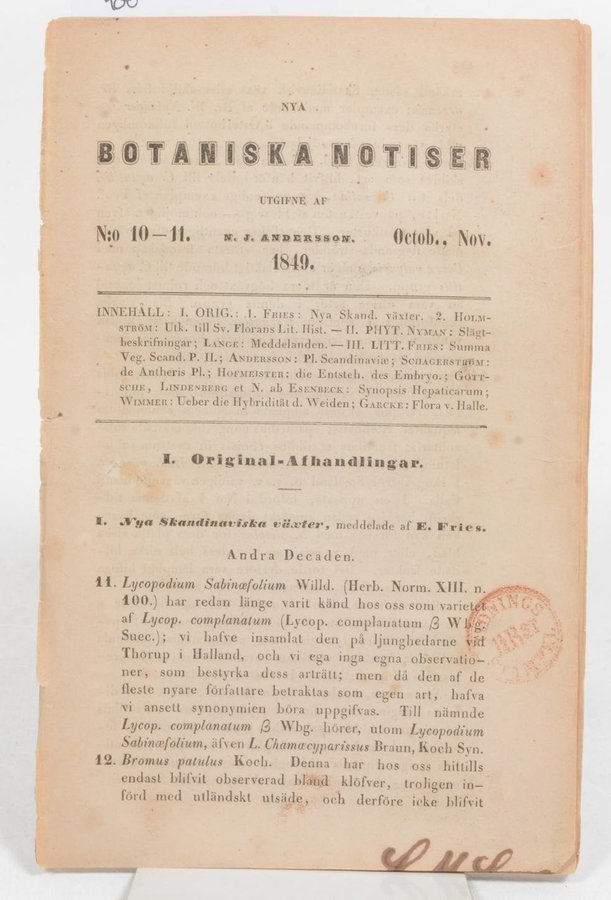 NYA
BOTANISKA NOTISER
UTGIFNE AF
N:o 10—11. N. J. ANDERSSON. Octob., Nov.
1849.
INNEHÅLL: I. ORIG.: 1. FRIES: Nya Skand. växter. 2. HOLM-
STRÖM: Utk. till Sv. Florans Lit. Hist. — II. PHYT. NYMAN: Slägt-
beskrifningar; LANGE: Meddelanden. — III. LITT. FRIES: Summa
Veg. Scand. P. II.; ANDERSSON: Pl. Scandinaviæ; SCHAGERSTRÖM:
de Antheris Pl.; HOFMEISTER: die Entsteh. des Embryo.; GOTT-
SCHE, LINDENBERG et N. ab ESENBECK: Synopsis Hepaticarum;
WIMMER: Ueber die Hybridität d. Weiden; GARCKE: Flora v. Halle.
I. Original-Afhandlingar.
I. Nya Skandinaviska växter, meddelade af E. Fries.
Andra Decaden.
11. Lycopodium Sabinæfolium Willd. (Herb. Norm. XIII. n.
100.) har redan länge varit känd hos oss som varietet
af Lycop. complanatum (Lycop. complanatum β Wbg.
Suec.); vi hafve insamlat den på ljunghedarne vid
Thorup i Halland, och vi ega inga egna observatio-
ner, som bestyrka dess arträtt; men då den af de
fleste nyare författare betraktas som egen art, hafva
vi ansett synonymien böra uppgifvas. Till nämnde
Lycop. complanatum β Wbg. hörer, utom Lycopodium
Sabinæfolium, äfven L. Chamæcyparissus Braun, Koch Syn.
12. Bromus patulus Koch. Denna har hos oss hittills
endast blifvit observerad bland klöfver, troligen in-
förd med utländskt utsäde, och derföre icke blifvit